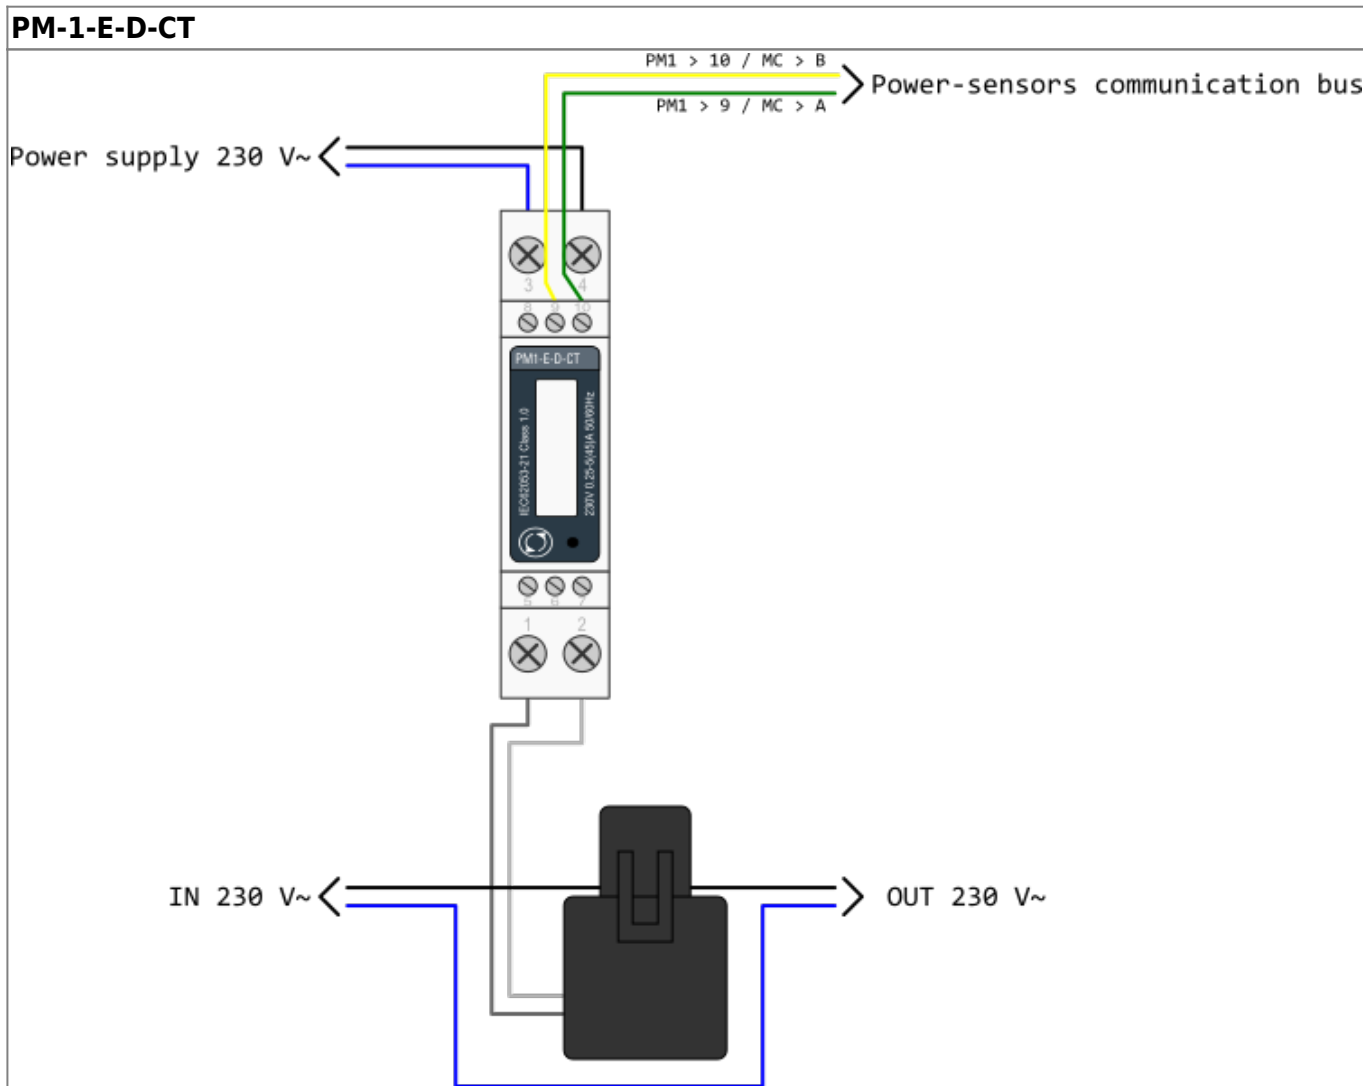 PM-1-E-D-CT
PM1 > 10 / MC > B
Power-sensors communication bus
PM1 > 9 / MC > A
Power supply 230 V~
3 4
8 9 10
PM1-E-D-CT
IEC62053-21 Class 1.0
230V 0.25-5(45)A 50/60Hz
5 6 7
1 2
IN 230 V~
OUT 230 V~